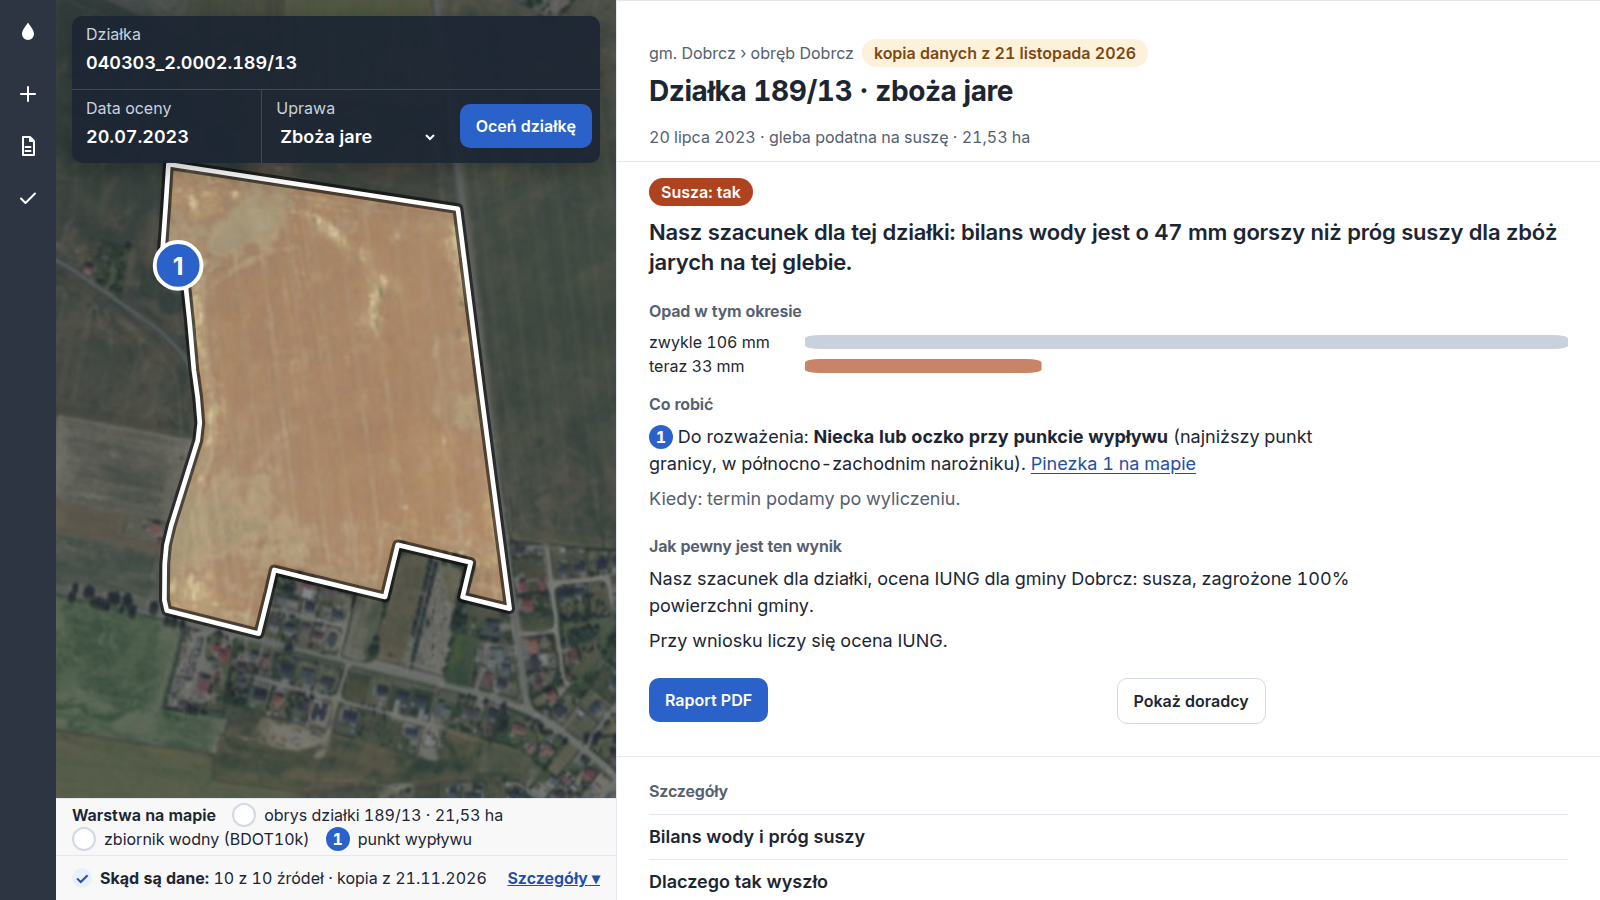 Działka
040303_2.0002.189/13
Data oceny
20.07.2023
Uprawa
Zboża jare
Oceń działkę
1
Warstwa na mapie obrys działki 189/13 · 21,53 ha
zbiornik wodny (BDOT10k) 1 punkt wypływu
Skąd są dane: 10 z 10 źródeł · kopia z 21.11.2026 Szczegóły ▾
gm. Dobrcz › obręb Dobrcz kopia danych z 21 listopada 2026
Działka 189/13 · zboża jare
20 lipca 2023 · gleba podatna na suszę · 21,53 ha
Susza: tak
Nasz szacunek dla tej działki: bilans wody jest o 47 mm gorszy niż próg suszy dla zbóż
jarych na tej glebie.
Opad w tym okresie
zwykle 106 mm
teraz 33 mm
Co robić
1 Do rozważenia: Niecka lub oczko przy punkcie wypływu (najniższy punkt
granicy, w północno-zachodnim narożniku). Pinezka 1 na mapie
Kiedy: termin podamy po wyliczeniu.
Jak pewny jest ten wynik
Nasz szacunek dla działki, ocena IUNG dla gminy Dobrcz: susza, zagrożone 100%
powierzchni gminy.
Przy wniosku liczy się ocena IUNG.
Raport PDF
Pokaż doradcy
Szczegóły
Bilans wody i próg suszy
Dlaczego tak wyszło